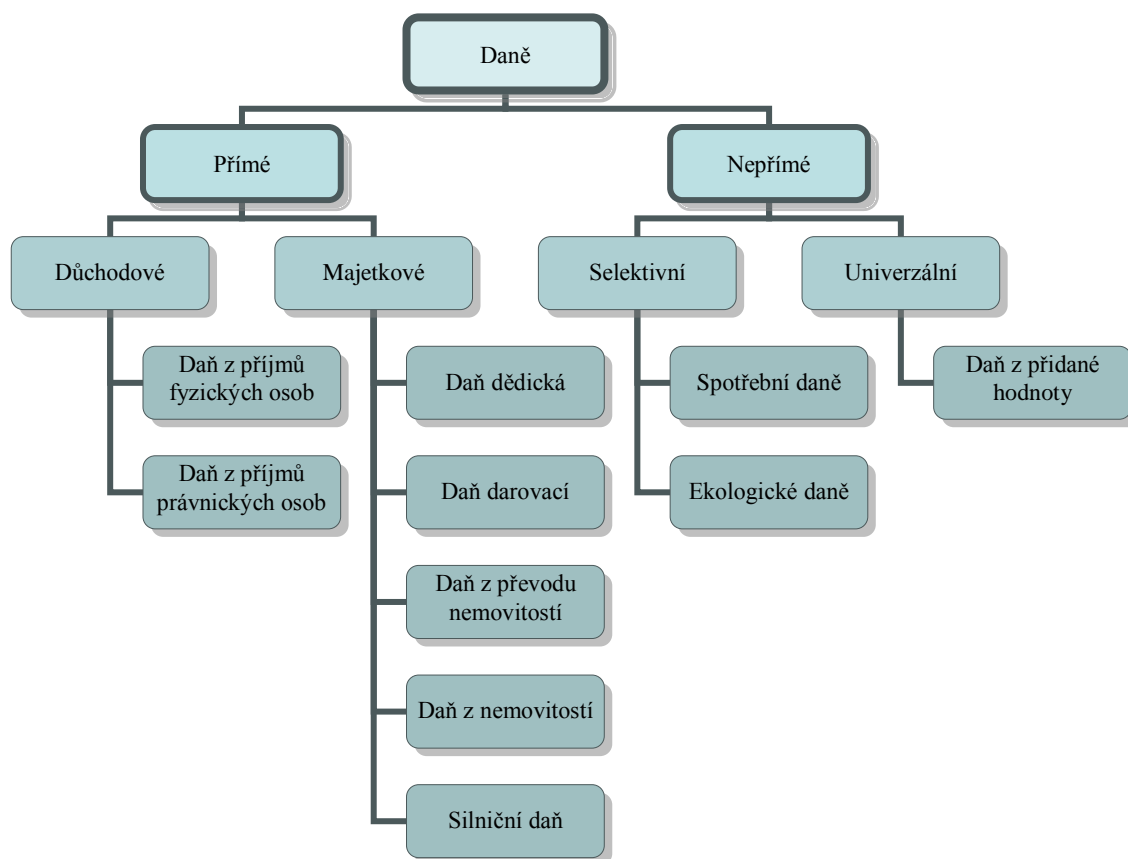 Daně
Přímé
Nepřímé
Důchodové
Majetkové
Selektivní
Univerzální
Daň z příjmů
fyzických osob
Daň dědická
Spotřební daně
Daň z přidané
hodnoty
Daň z příjmů
právnických osob
Daň darovací
Ekologické daně
Daň z převodu
nemovitostí
Daň z nemovitostí
Silniční daň